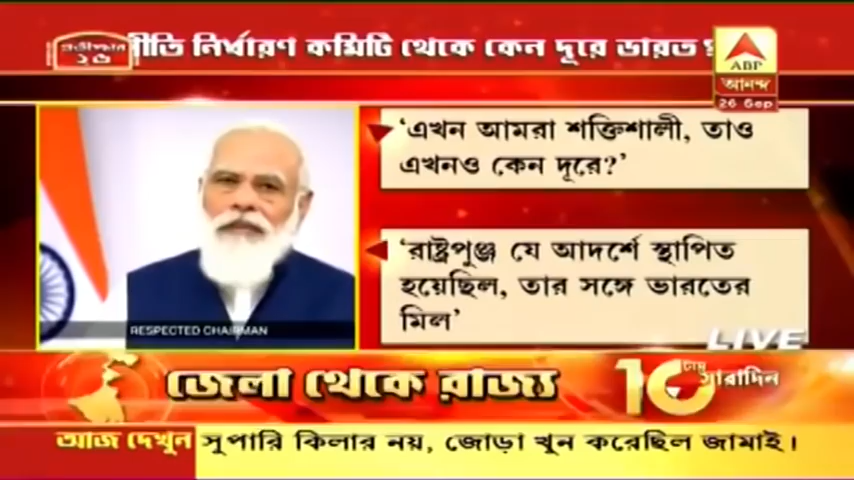 নীতি নির্ধারণ কমিটি থেকে কেন দূরে ভারত
ABP
আনন্দ
26 Sep
‘এখন আমরা শক্তিশালী, তাও
এখনও কেন দূরে?’
‘রাষ্ট্রপুঞ্জ যে আদর্শে স্থাপিত
হয়েছিল, তার সঙ্গে ভারতের
মিল’
RESPECTED CHAIRMAN
LIVE
জেলা থেকে রাজ্য
10 টায়
সারাদিন
আজ দেখুন সুপারি কিলার নয়, জোড়া খুন করেছিল জামাই।